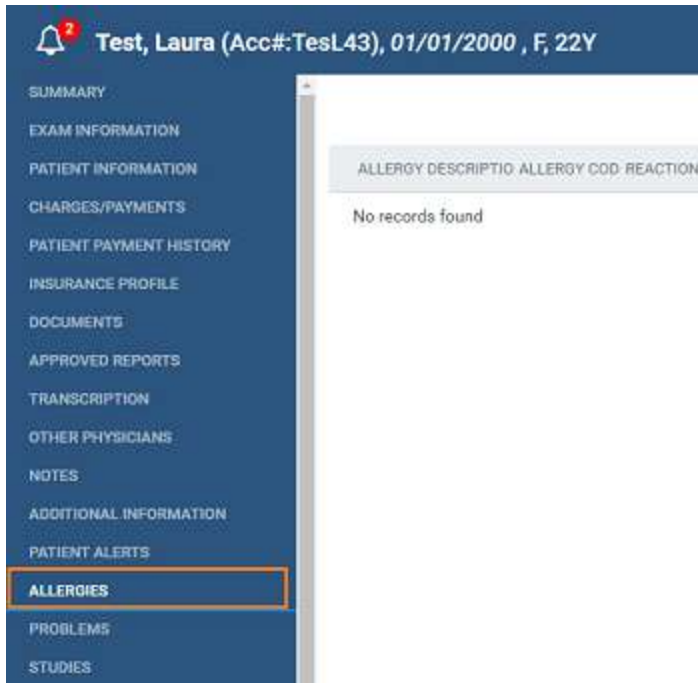 2
Test, Laura (Acc#:TesL43), 01/01/2000 , F, 22Y
SUMMARY
EXAM INFORMATION
PATIENT INFORMATION
CHARGES/PAYMENTS
PATIENT PAYMENT HISTORY
INSURANCE PROFILE
DOCUMENTS
APPROVED REPORTS
TRANSCRIPTION
OTHER PHYSICIANS
NOTES
ADDITIONAL INFORMATION
PATIENT ALERTS
ALLERGIES
PROBLEMS
STUDIES
ALLERGY DESCRIPTIO ALLERGY COD REACTION
No records found